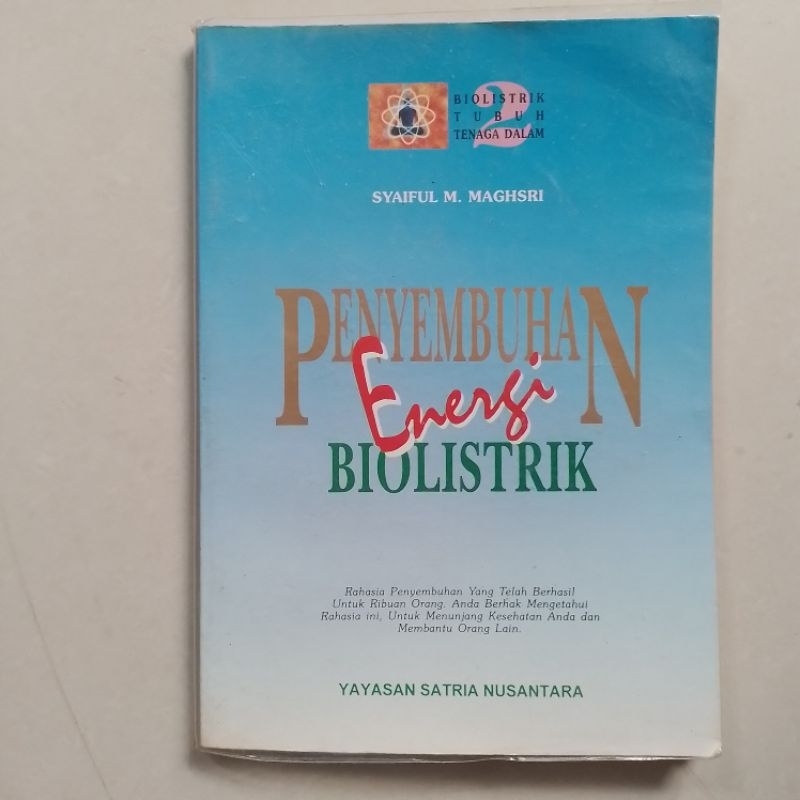 2
BIOLISTRIK
TUBUH
TENAGA DALAM
SYAIFUL M. MAGHSRI
PENYEMBUHAN
Energi
BIOLISTRIK
Rahasia Penyembuhan Yang Telah Berhasil
Untuk Ribuan Orang. Anda Berhak Mengetahui
Rahasia ini, Untuk Menunjang Kesehatan Anda dan
Membantu Orang Lain.
YAYASAN SATRIA NUSANTARA